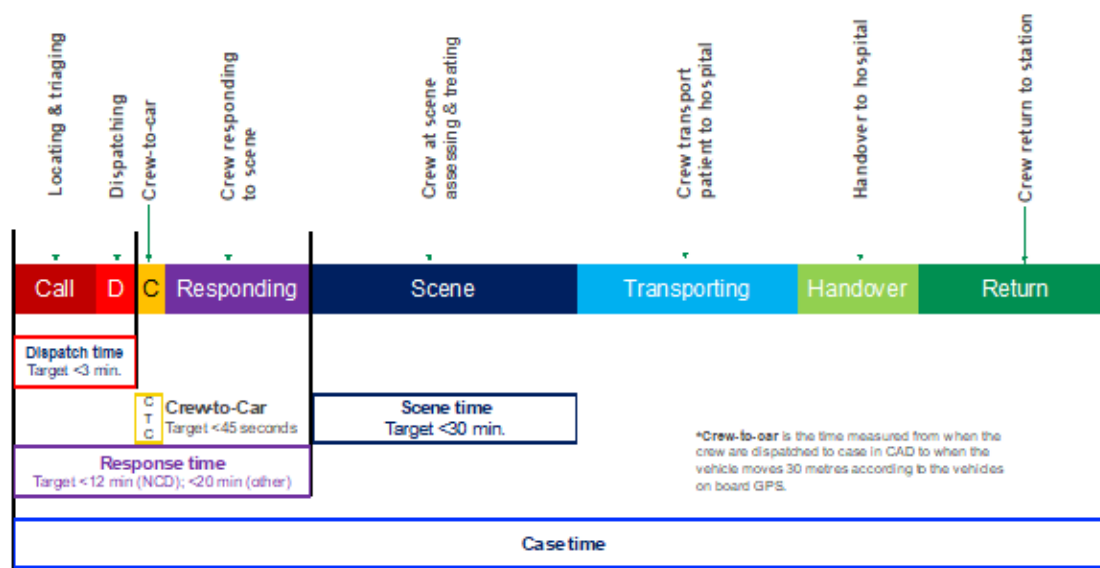 Locating & triaging
Dispatching
Crew-to-car
Crew responding
to scene
Crew at scene
assessing & treating
Crew transport
patient to hospital
Handover to hospital
Crew return to station
Call
D
C
Responding
Scene
Transporting
Handover
Return
Dispatch time
Target <3 min.
C
T
C
Crew-to-Car
Target <45 seconds
Scene time
Target <30 min.
Response time
Target <12 min (NCD); <20 min (other)
*Crew-to-car is the time measured from when the
crew are dispatched to case in CAD to when the
vehicle moves 30 metres according to the vehicles
on board GPS.
Case time